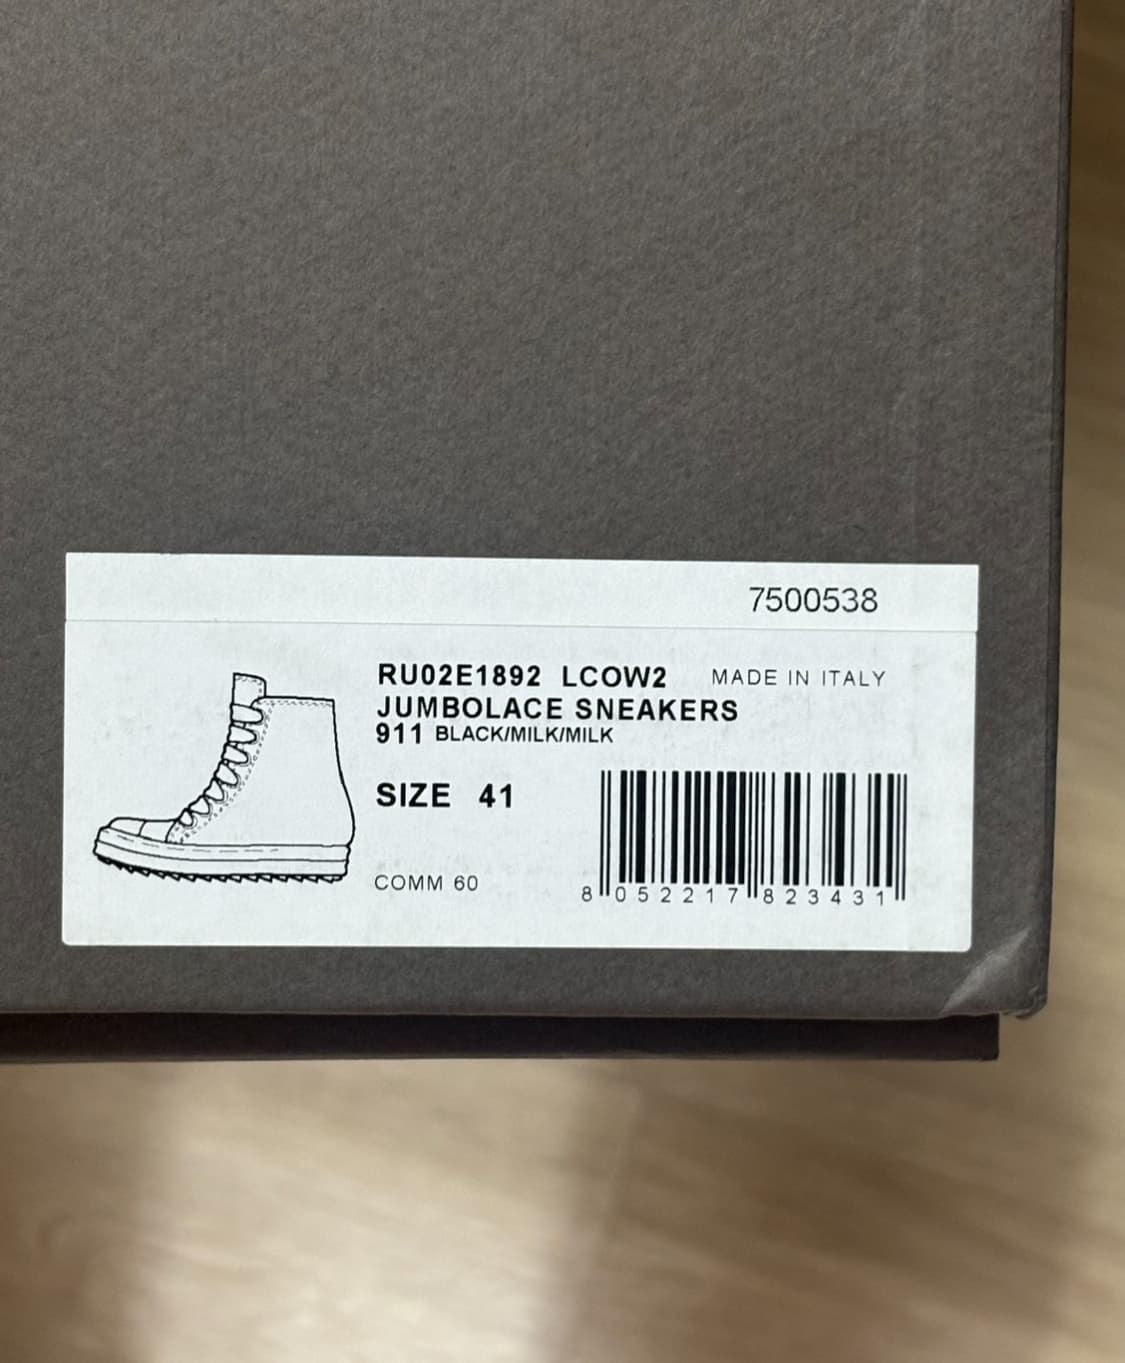 7500538
RU02E1892 LCOW2 MADE IN ITALY
JUMBOLACE SNEAKERS
911 BLACK/MILK/MILK
SIZE 41
COMM 60
8 052217 823431